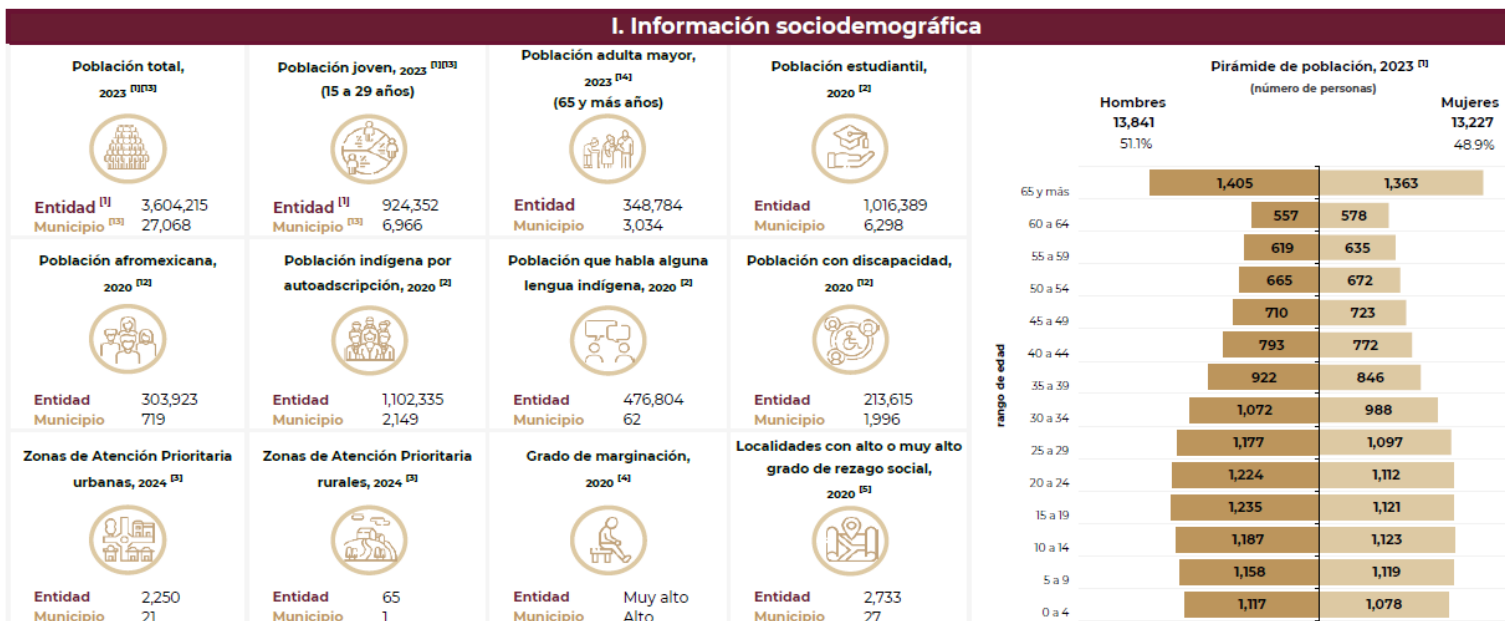 I. Información sociodemográfica
Población total,
2023 [1][13]
Entidad [1] 3,604,215
Municipio [13] 27,068
Población joven, 2023 [1][13]
(15 a 29 años)
Entidad [1] 924,352
Municipio [13] 6,966
Población adulta mayor,
2023 [14]
(65 y más años)
Entidad 348,784
Municipio 3,034
Población estudiantil,
2020 [2]
Entidad 1,016,389
Municipio 6,298
Población afromexicana,
2020 [12]
Entidad 303,923
Municipio 719
Población indígena por
autoadscripción, 2020 [2]
Entidad 1,102,335
Municipio 2,149
Población que habla alguna
lengua indígena, 2020 [2]
Entidad 476,804
Municipio 62
Población con discapacidad,
2020 [12]
Entidad 213,615
Municipio 1,996
Zonas de Atención Prioritaria
urbanas, 2024 [3]
Entidad 2,250
Municipio 21
Zonas de Atención Prioritaria
rurales, 2024 [3]
Entidad 65
Municipio 1
Grado de marginación,
2020 [4]
Entidad Muy alto
Municipio Alto
Localidades con alto o muy alto
grado de rezago social,
2020 [5]
Entidad 2,733
Municipio 27
Pirámide de población, 2023 [1]
(número de personas)
Hombres Mujeres
13,841 13,227
51.1% 48.9%
rango de edad
65 y más 1,405 1,363
60 a 64 557 578
55 a 59 619 635
50 a 54 665 672
45 a 49 710 723
40 a 44 793 772
35 a 39 922 846
30 a 34 1,072 988
25 a 29 1,177 1,097
20 a 24 1,224 1,112
15 a 19 1,235 1,121
10 a 14 1,187 1,123
5 a 9 1,158 1,119
0 a 4 1,117 1,078